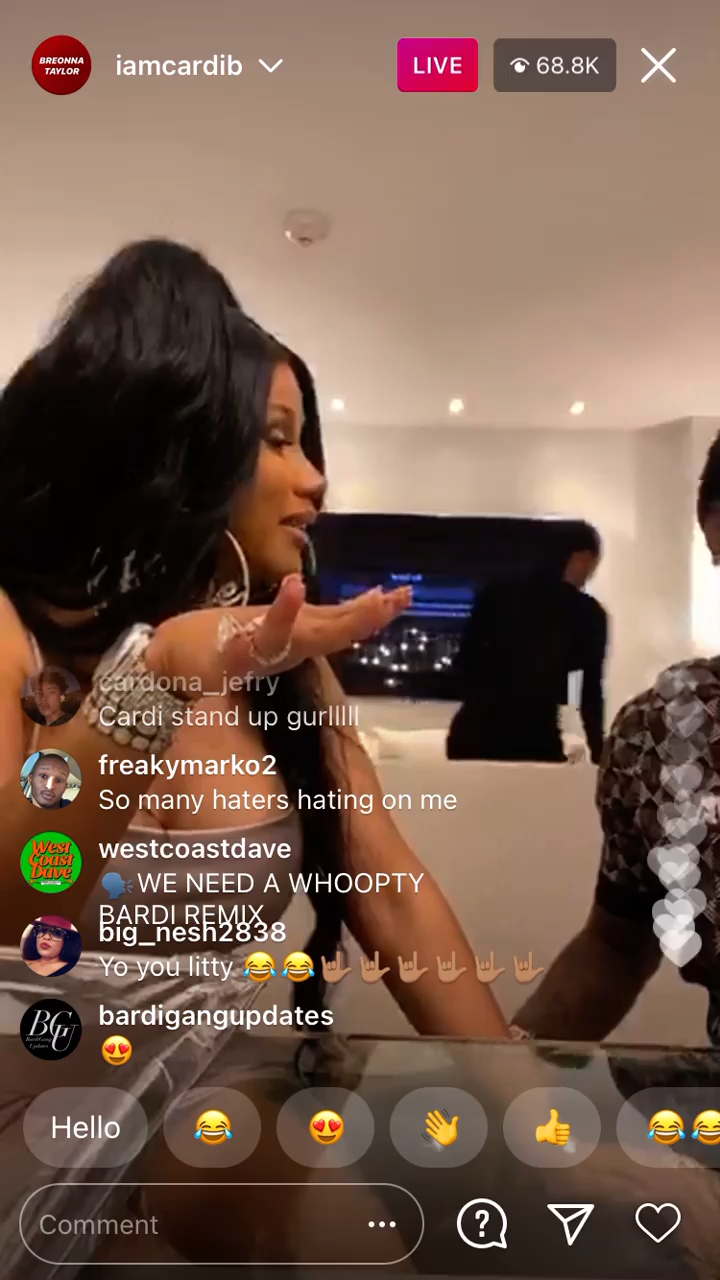 BREONNA
TAYLOR
iamcardib
LIVE
68.8K
cardona_jefry
Cardi stand up gurlllll
freakymarko2
So many haters hating on me
West
Coast
Dave
westcoastdave
🗣️WE NEED A WHOOPTY
BARDI REMIX
big_nesh2838
Yo you litty 😂😂🤟🏽🤟🏽🤟🏽🤟🏽🤟🏽🤟🏽
BGU
bardigangupdates
😍
Hello 😂 😍 👋 👍 😂😂
Comment